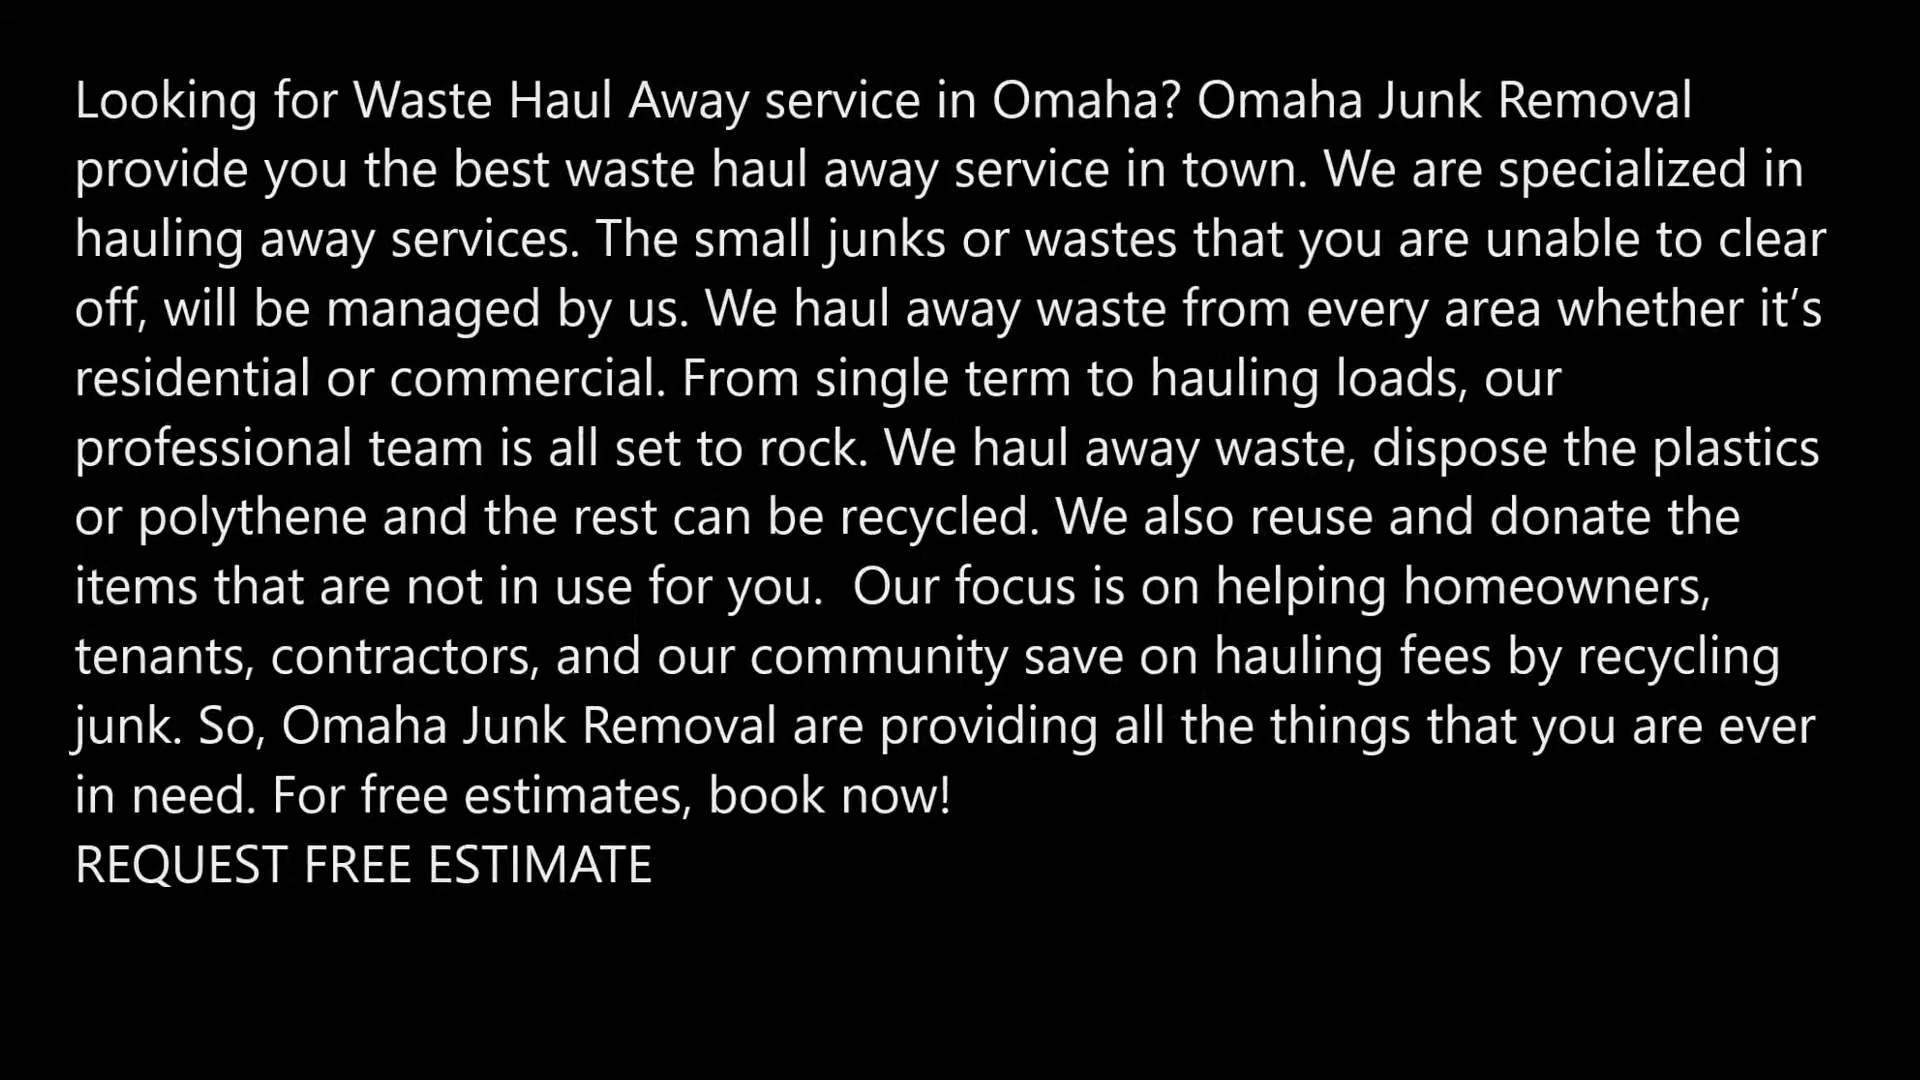 Looking for Waste Haul Away service in Omaha? Omaha Junk Removal
provide you the best waste haul away service in town. We are specialized in
hauling away services. The small junks or wastes that you are unable to clear
off, will be managed by us. We haul away waste from every area whether it’s
residential or commercial. From single term to hauling loads, our
professional team is all set to rock. We haul away waste, dispose the plastics
or polythene and the rest can be recycled. We also reuse and donate the
items that are not in use for you.  Our focus is on helping homeowners,
tenants, contractors, and our community save on hauling fees by recycling
junk. So, Omaha Junk Removal are providing all the things that you are ever
in need. For free estimates, book now!
REQUEST FREE ESTIMATE